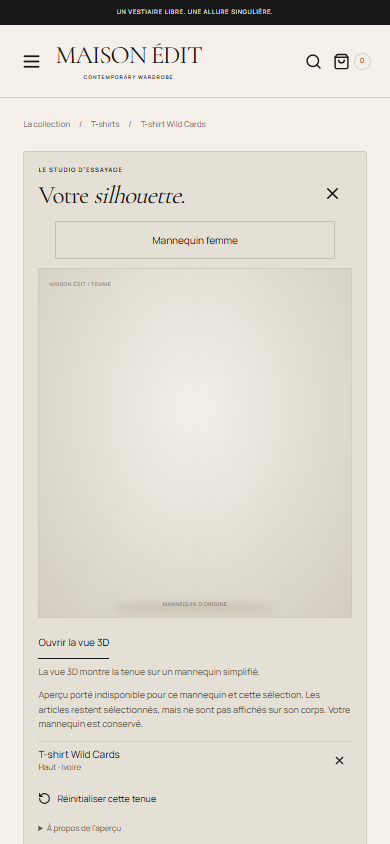 UN VESTIAIRE LIBRE. UNE ALLURE SINGULIÈRE.
MAISON ÉDIT
CONTEMPORARY WARDROBE
0
La collection / T-shirts / T-shirt Wild Cards
LE STUDIO D'ESSAYAGE
Votre silhouette.
Mannequin femme
MAISON ÉDIT / FEMME
MANNEQUIN D'ORIGINE
Ouvrir la vue 3D
La vue 3D montre la tenue sur un mannequin simplifié.
Aperçu porté indisponible pour ce mannequin et cette sélection. Les
articles restent sélectionnés, mais ne sont pas affichés sur son corps. Votre
mannequin est conservé.
T-shirt Wild Cards
Haut · Ivoire
Réinitialiser cette tenue
À propos de l'aperçu